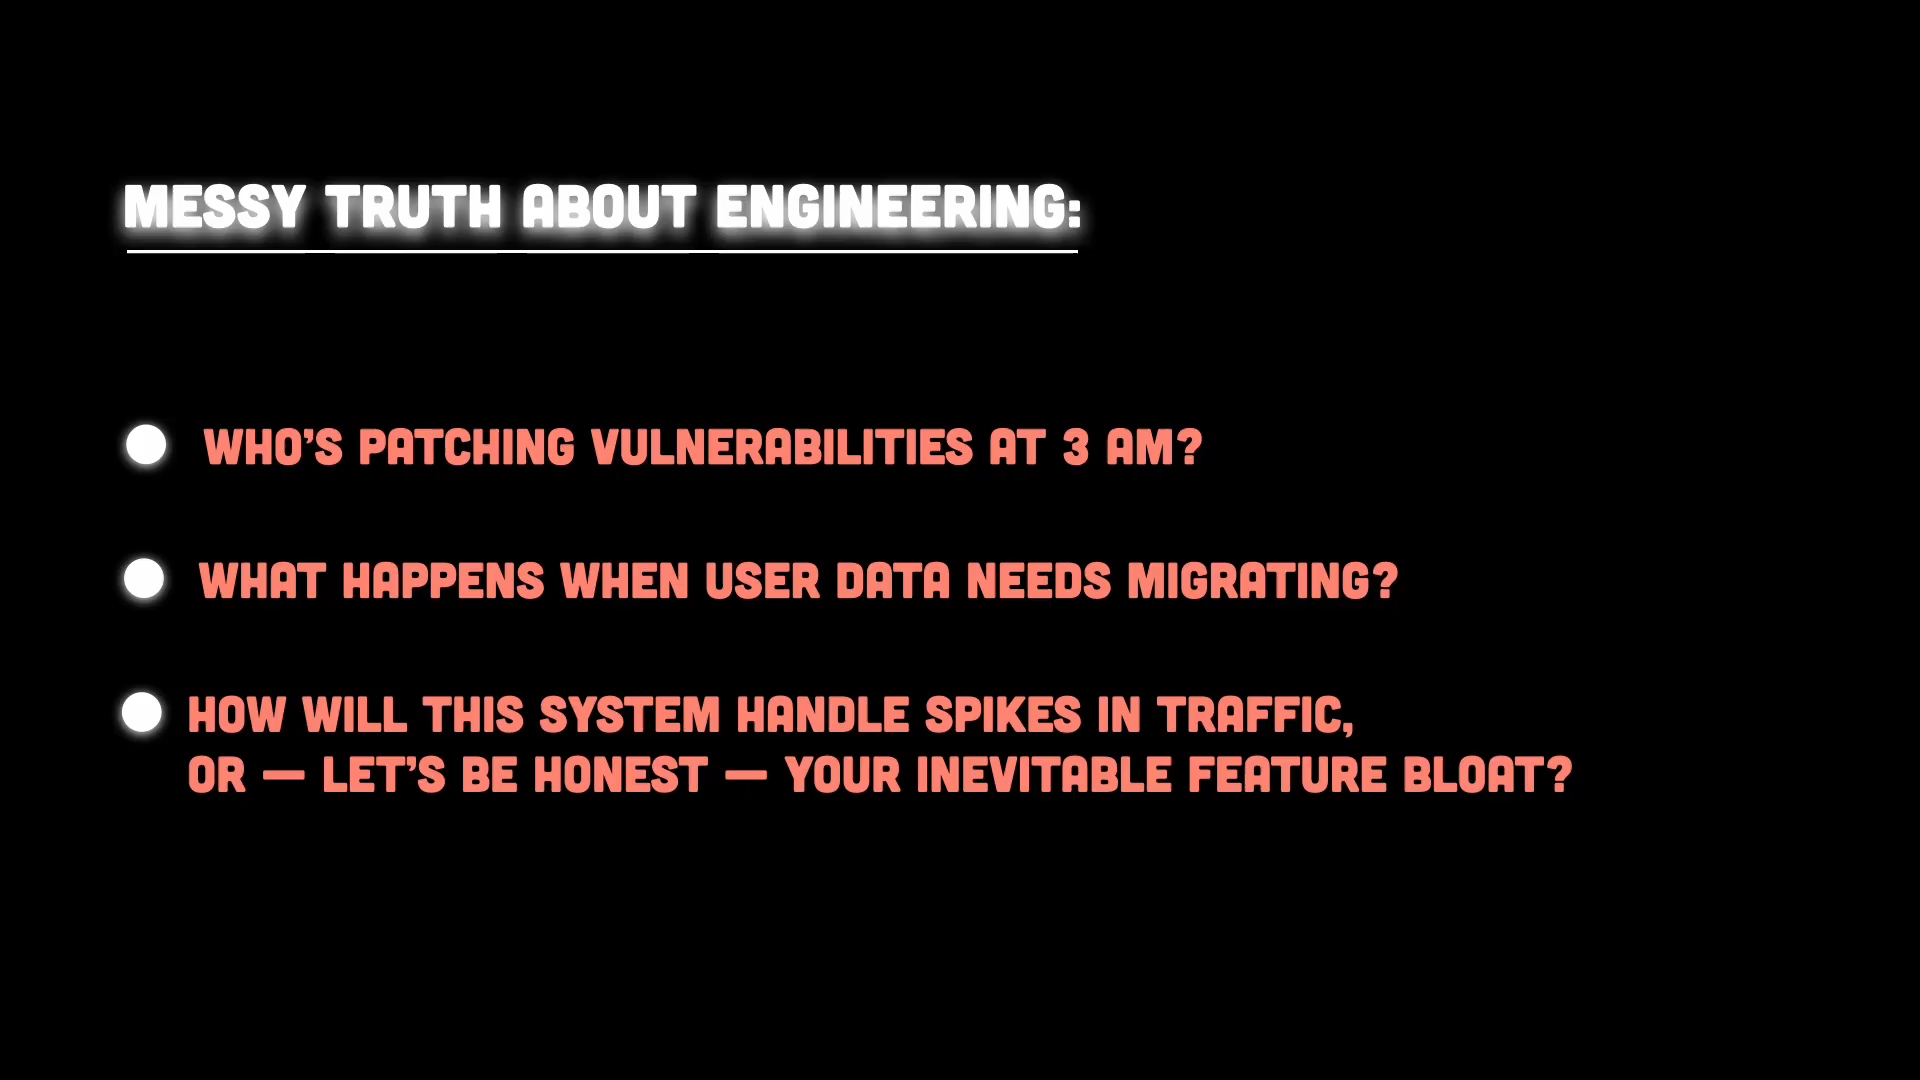 MESSY TRUTH ABOUT ENGINEERING:
WHO’S PATCHING VULNERABILITIES AT 3 AM?
WHAT HAPPENS WHEN USER DATA NEEDS MIGRATING?
HOW WILL THIS SYSTEM HANDLE SPIKES IN TRAFFIC,
OR — LET’S BE HONEST — YOUR INEVITABLE FEATURE BLOAT?